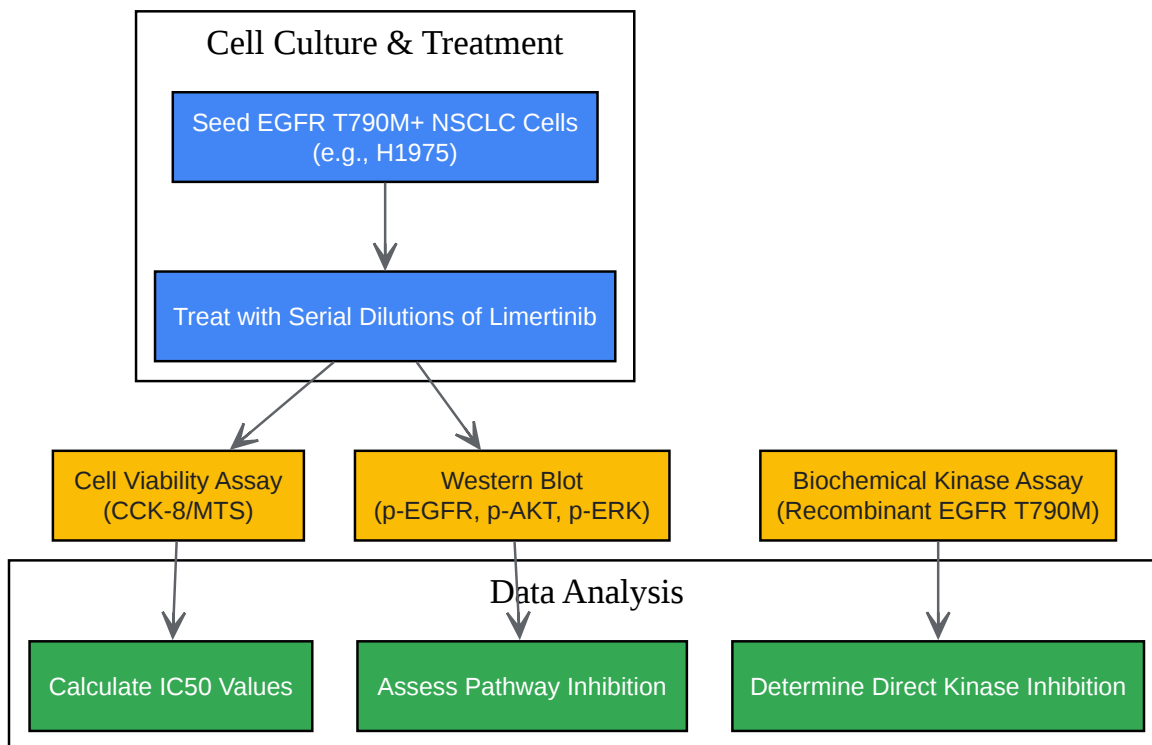 Cell Culture & Treatment
Seed EGFR T790M+ NSCLC Cells
(e.g., H1975)
Treat with Serial Dilutions of Limertinib
Cell Viability Assay
(CCK-8/MTS)
Western Blot
(p-EGFR, p-AKT, p-ERK)
Biochemical Kinase Assay
(Recombinant EGFR T790M)
Data Analysis
Calculate IC50 Values
Assess Pathway Inhibition
Determine Direct Kinase Inhibition